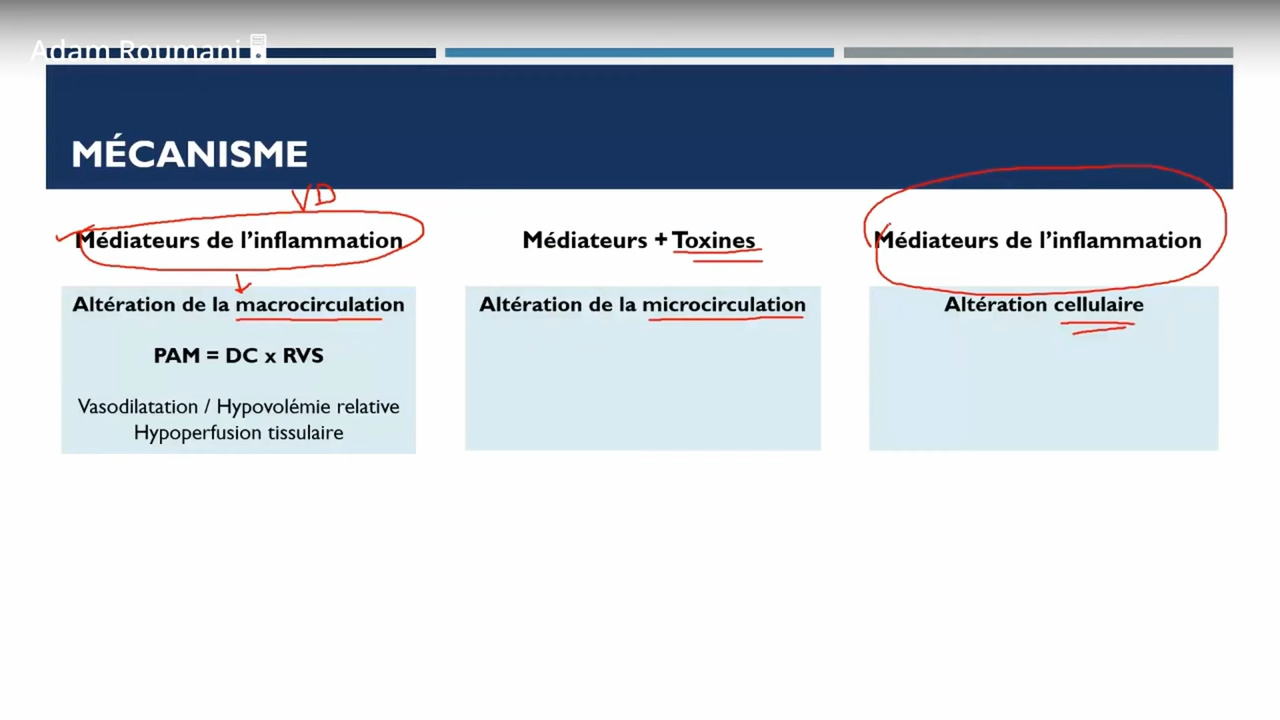 Adam Roumani
MÉCANISME
VD
Médiateurs de l'inflammation
Altération de la macrocirculation
PAM = DC x RVS
Vasodilatation / Hypovolémie relative
Hypoperfusion tissulaire
Médiateurs + Toxines
Altération de la microcirculation
Médiateurs de l'inflammation
Altération cellulaire